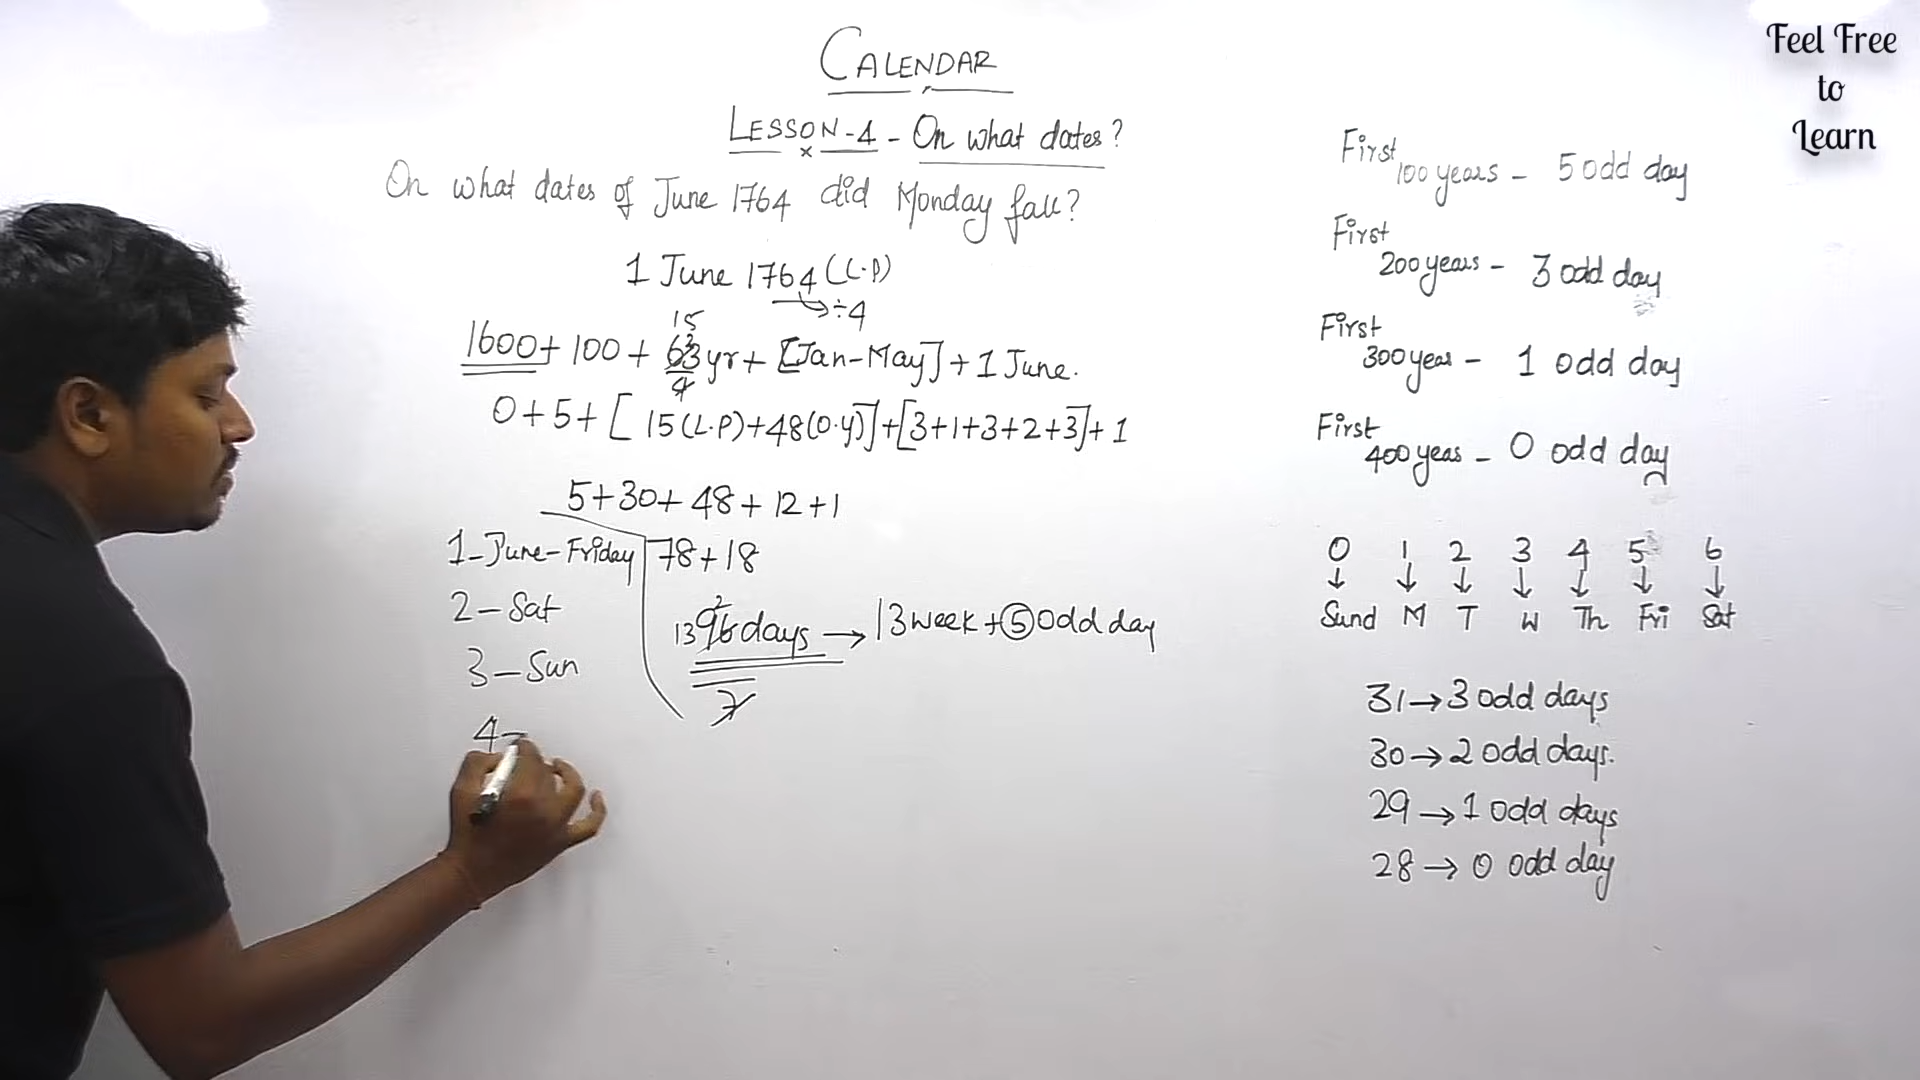 CALENDAR
LESSON-4 - On what dates?
On what dates of June 1764 did Monday fall?
1 June 1764 (L.P)
÷4
15
1600 + 100 + 63 yr + [Jan-May] + 1 June.
4
0+5+[ 15(L.P)+48(O.Y)]+[3+1+3+2+3]+1
5+30+48+12+1
1-June-Friday
78+18
2-Sat
13 96 days → 13 week + 5 Odd day
3-Sun
7
4-
Feel Free
to
Learn
First
100 years - 5 odd day
First
200 years - 3 odd day
First
300 year - 1 odd day
First
400 yeas - 0 odd day
0 1 2 3 4 5 6
↓ ↓ ↓ ↓ ↓ ↓ ↓
Sund M T W Th Fri Sat
31→3 odd days
30→2 odd days.
29→1 odd days
28→0 odd day